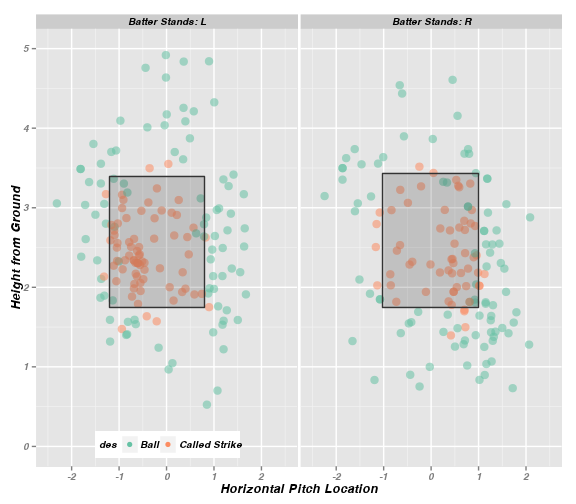 Batter Stands: L
Batter Stands: R
Height from Ground
5
4
3
2
1
0
des Ball Called Strike
-2 -1 0 1 2 -2 -1 0 1 2
Horizontal Pitch Location